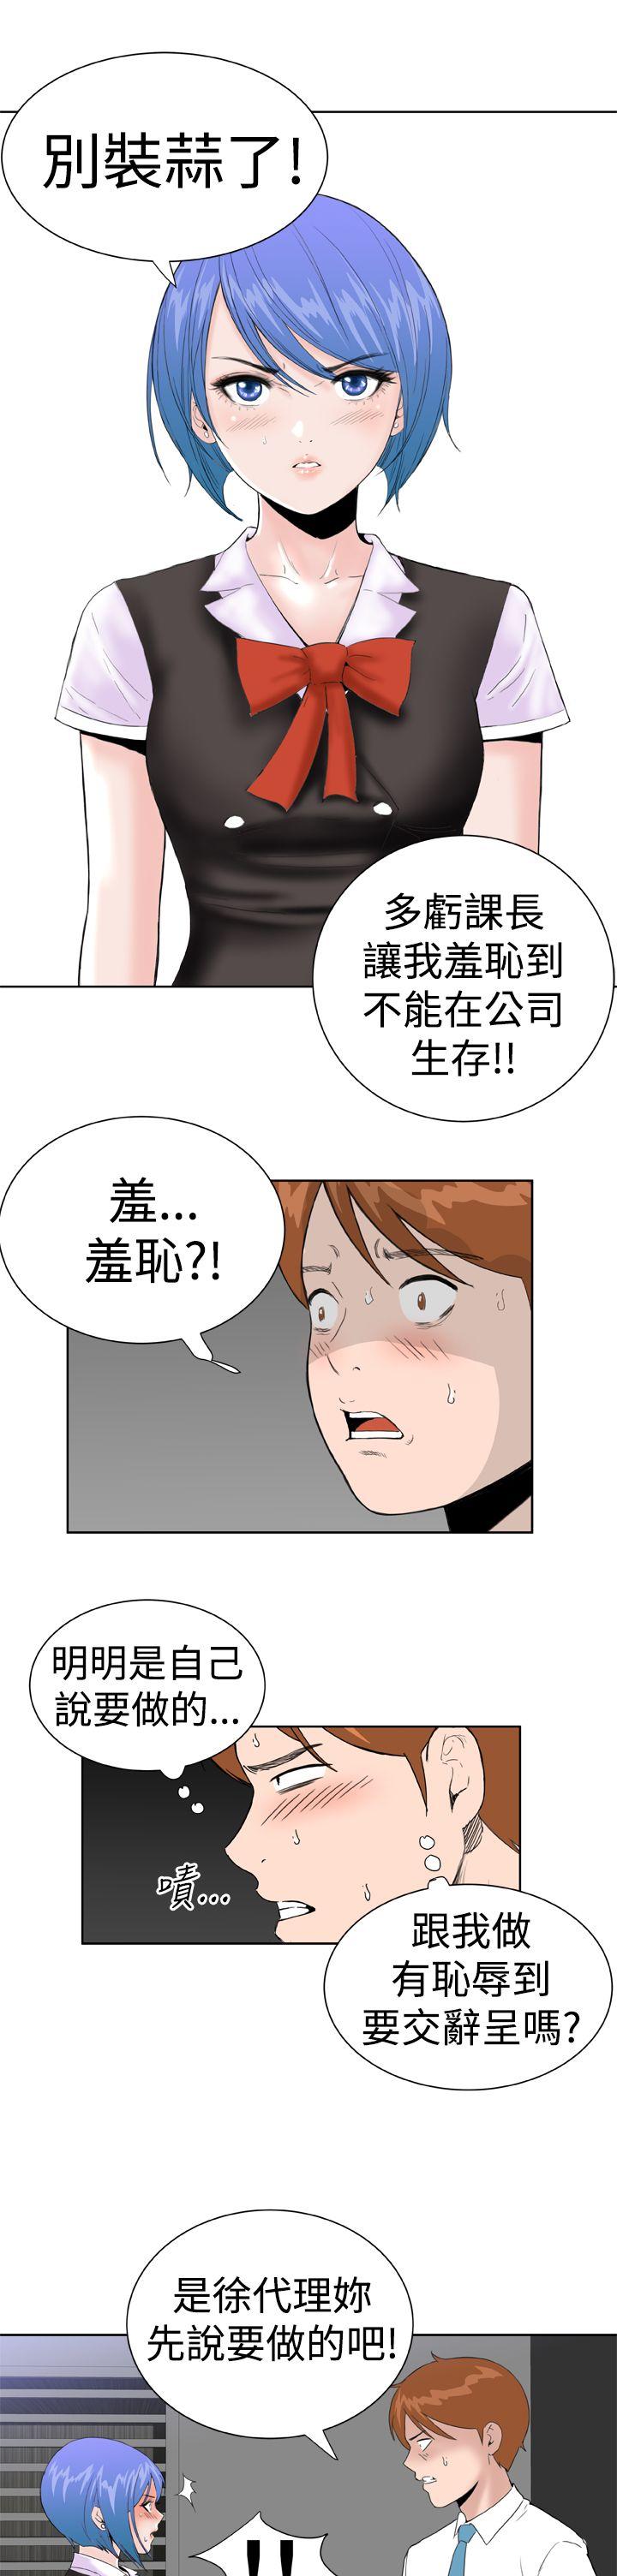 別裝蒜了!
多虧課長
讓我羞恥到
不能在公司
生存!!
羞...
羞恥?!
明明是自己
說要做的...
嘖...
跟我做
有恥辱到
要交辭呈嗎?
是徐代理妳
先說要做的吧!
!!